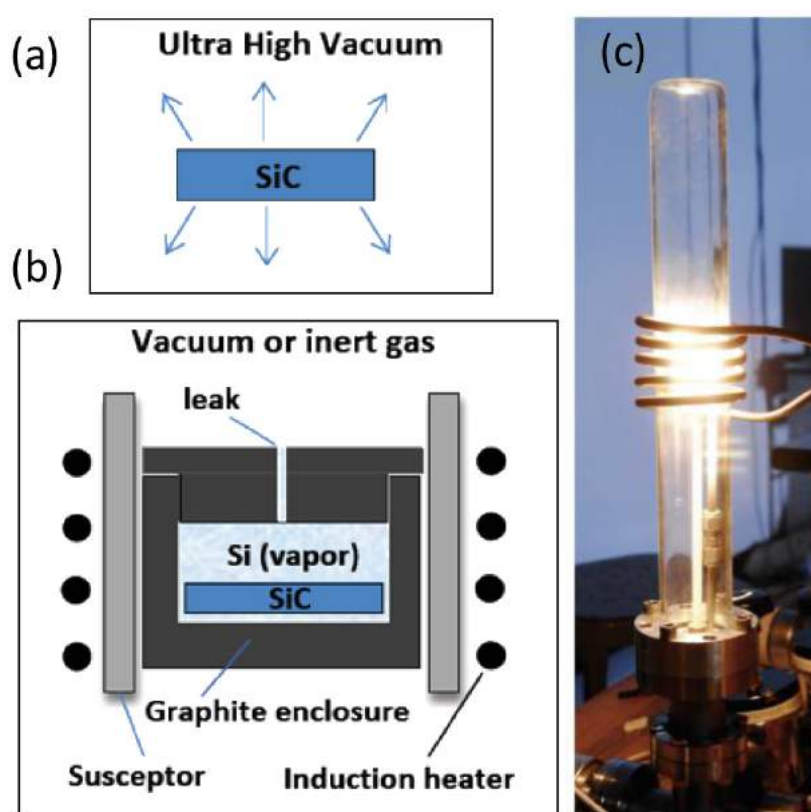 (a)
Ultra High Vacuum
SiC
(b)
Vacuum or inert gas
leak
Si (vapor)
SiC
Graphite enclosure
Susceptor
Induction heater
(c)